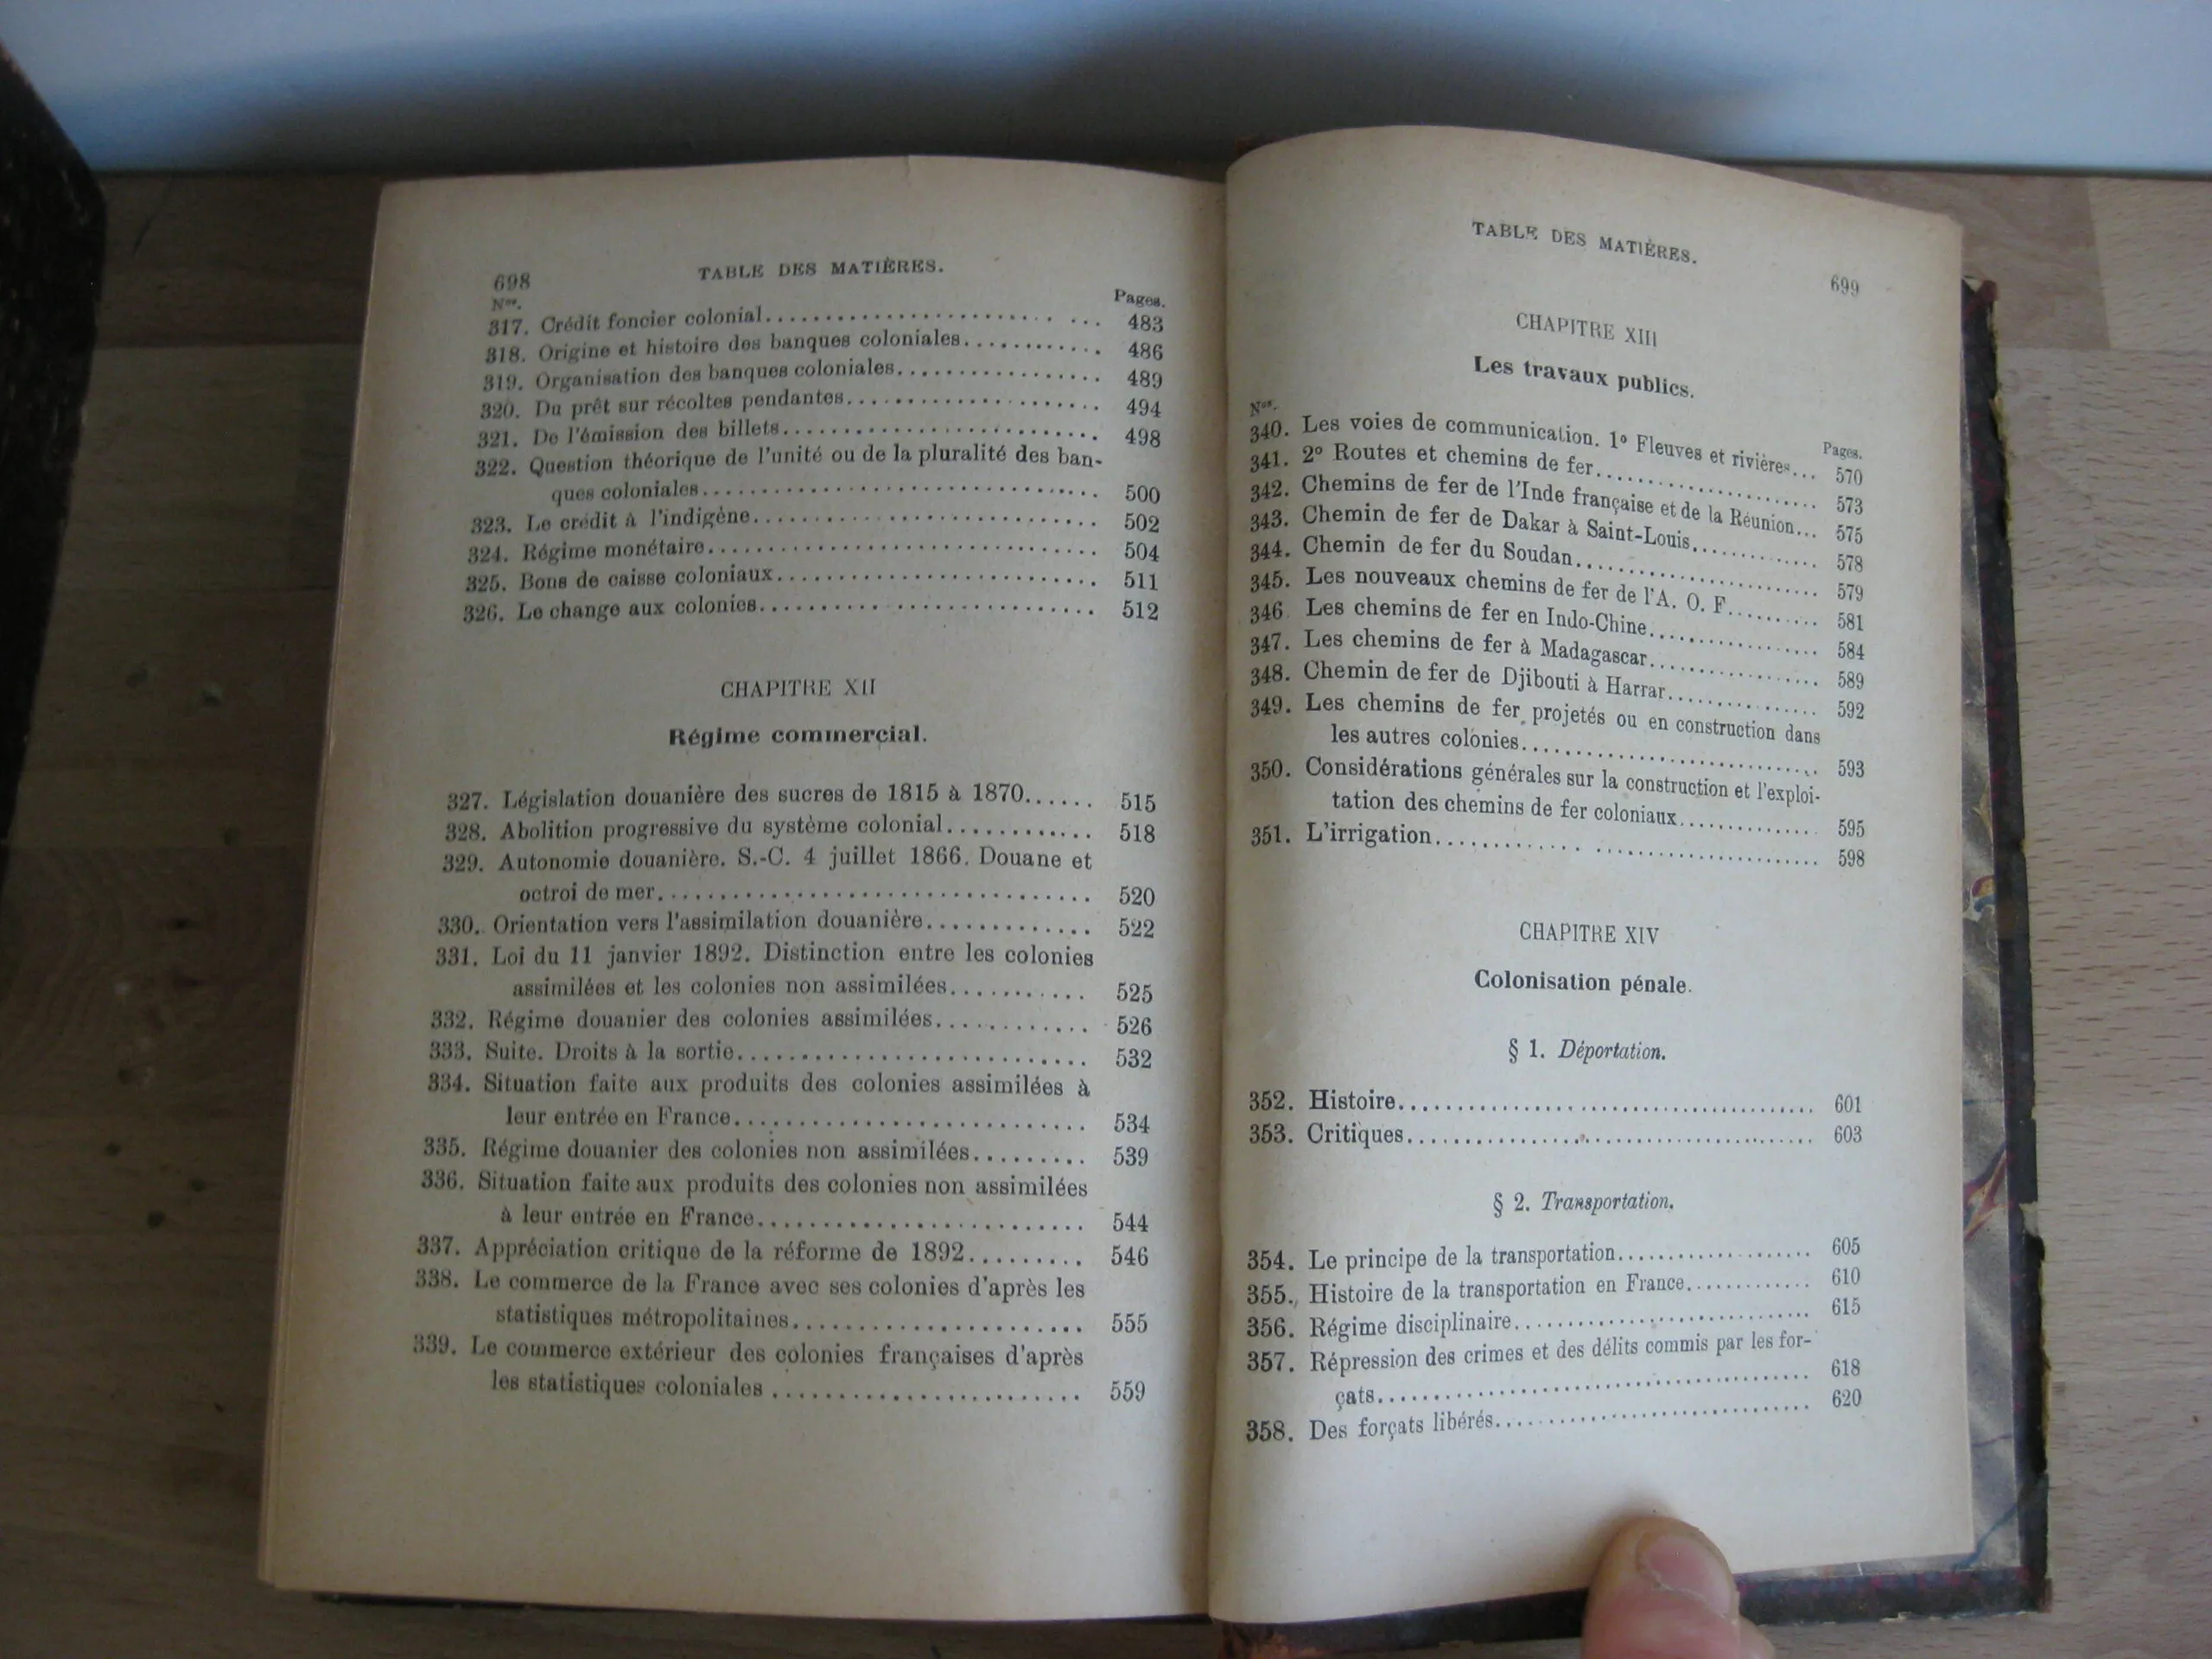 698 TABLE DES MATIÈRES.
Nos. Pages.
317. Crédit foncier colonial........................ ... 483
318. Origine et histoire des banques coloniales............ 486
319. Organisation des banques coloniales................. 489
320. Du prêt sur récoltes pendantes..................... 494
321. De l'émission des billets........................... 498
322. Question théorique de l'unité ou de la pluralité des ban-
ques coloniales.................................. 500
323. Le crédit à l'indigène............................. 502
324. Régime monétaire................................ 504
325. Bons de caisse coloniaux........................... 511
326. Le change aux colonies............................ 512
CHAPITRE XII
Régime commercial.
327. Législation douanière des sucres de 1815 à 1870...... 515
328. Abolition progressive du système colonial............ 518
329. Autonomie douanière. S.-C. 4 juillet 1866. Douane et
octroi de mer................................... 520
330. Orientation vers l'assimilation douanière............. 522
331. Loi du 11 janvier 1892. Distinction entre les colonies
assimilées et les colonies non assimilées........... 525
332. Régime douanier des colonies assimilées............ 526
333. Suite. Droits à la sortie........................... 532
334. Situation faite aux produits des colonies assimilées à
leur entrée en France........................... 534
335. Régime douanier des colonies non assimilées......... 539
336. Situation faite aux produits des colonies non assimilées
à leur entrée en France......................... 544
337. Appréciation critique de la réforme de 1892......... 546
338. Le commerce de la France avec ses colonies d'après les
statistiques métropolitaines...................... 555
339. Le commerce extérieur des colonies françaises d'après
les statistiques coloniales ....................... 559
TABLE DES MATIÈRES. 699
CHAPITRE XIII
Les travaux publics.
Nos. Pages.
340. Les voies de communication. 1° Fleuves et rivières... 570
341. 2° Routes et chemins de fer...................... 573
342. Chemins de fer de l'Inde française et de la Réunion... 575
343. Chemin de fer de Dakar à Saint-Louis............. 578
344. Chemin de fer du Soudan........................ 579
345. Les nouveaux chemins de fer de l'A. O. F.......... 581
346 Les chemins de fer en Indo-Chine................. 584
347. Les chemins de fer à Madagascar................. 589
348. Chemin de fer de Djibouti à Harrar............... 592
349. Les chemins de fer projetés ou en construction dans
les autres colonies............................. 593
350. Considérations générales sur la construction et l'exploi-
tation des chemins de fer coloniaux.............. 595
351. L'irrigation............. ...................... 598
CHAPITRE XIV
Colonisation pénale.
§ 1. Déportation.
352. Histoire........................................ 601
353. Critiques....................................... 603
§ 2. Transportation.
354. Le principe de la transportation................... 605
355. Histoire de la transportation en France............. 610
356. Régime disciplinaire............................ 615
357. Répression des crimes et des délits commis par les for-
çats......................................... 618
358. Des forçats libérés.............................. 620